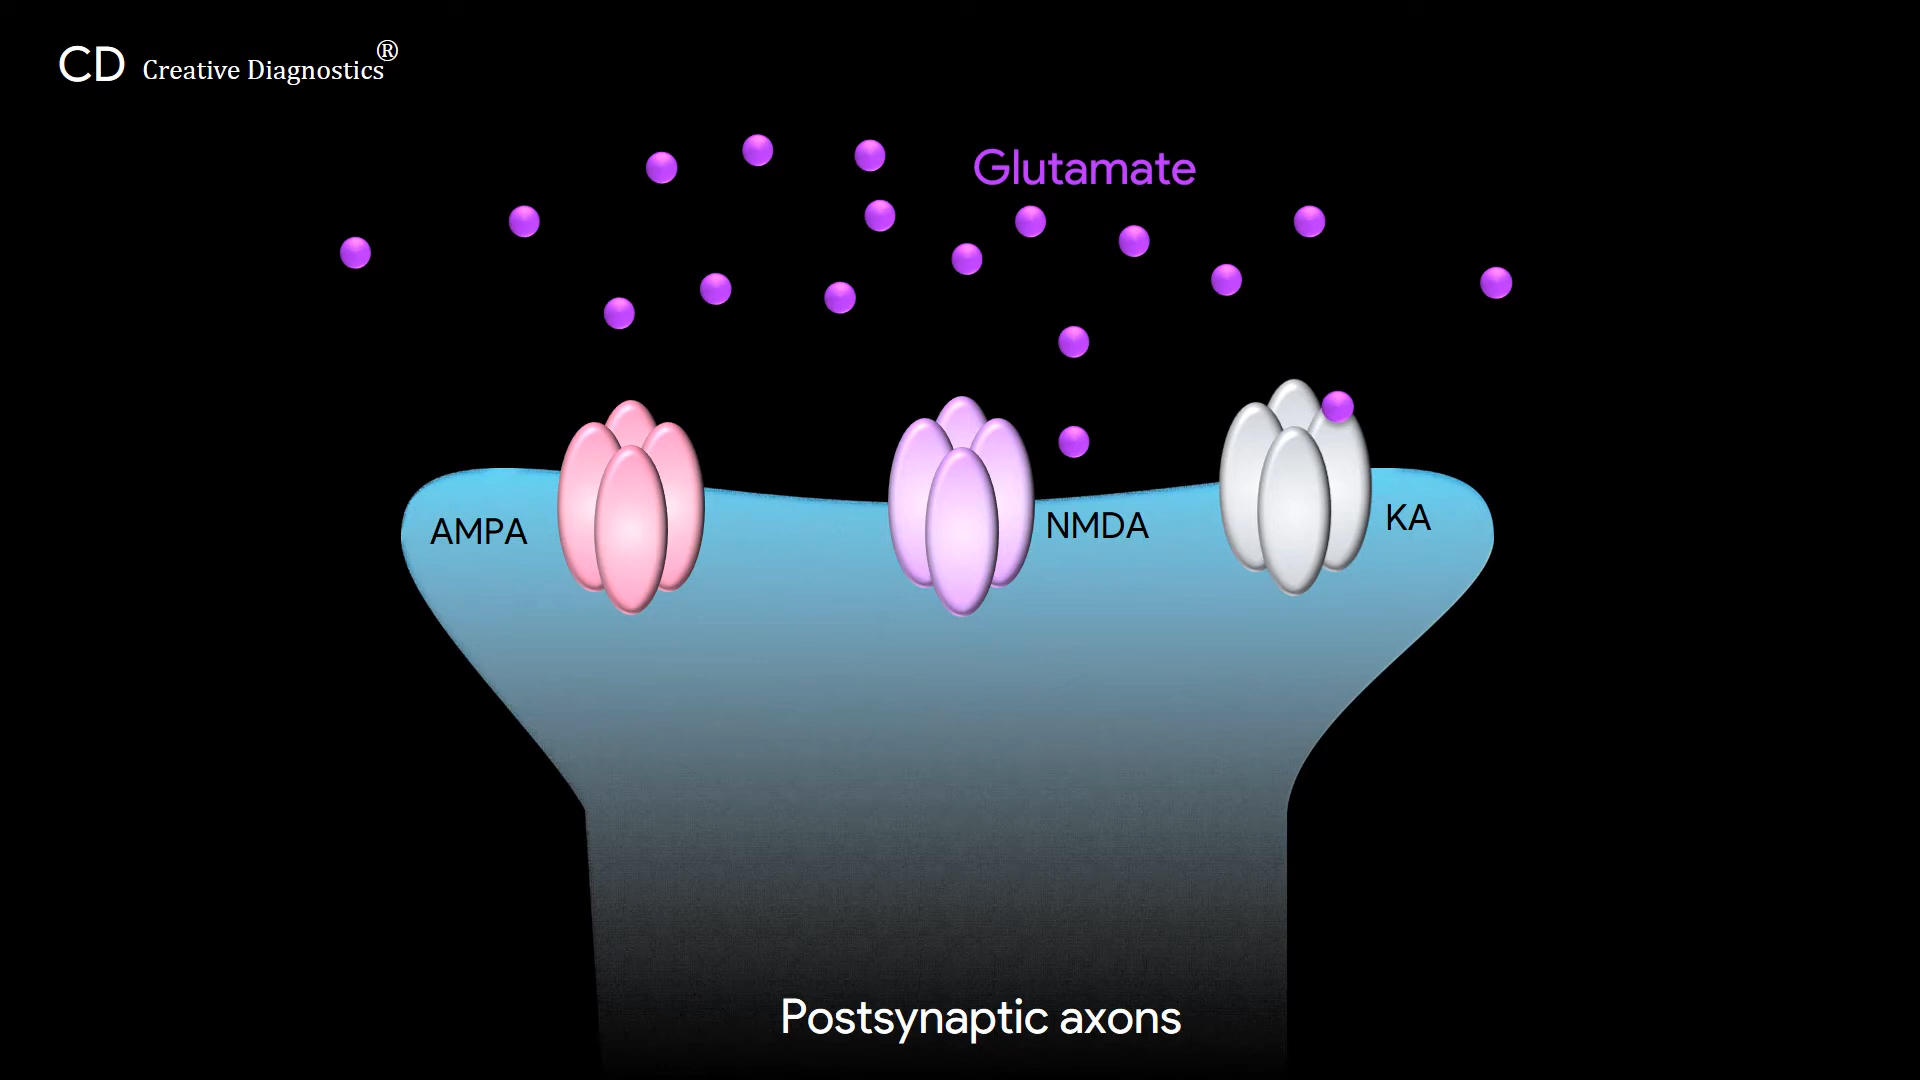 CD Creative Diagnostics®
Glutamate
AMPA
NMDA
KA
Postsynaptic axons